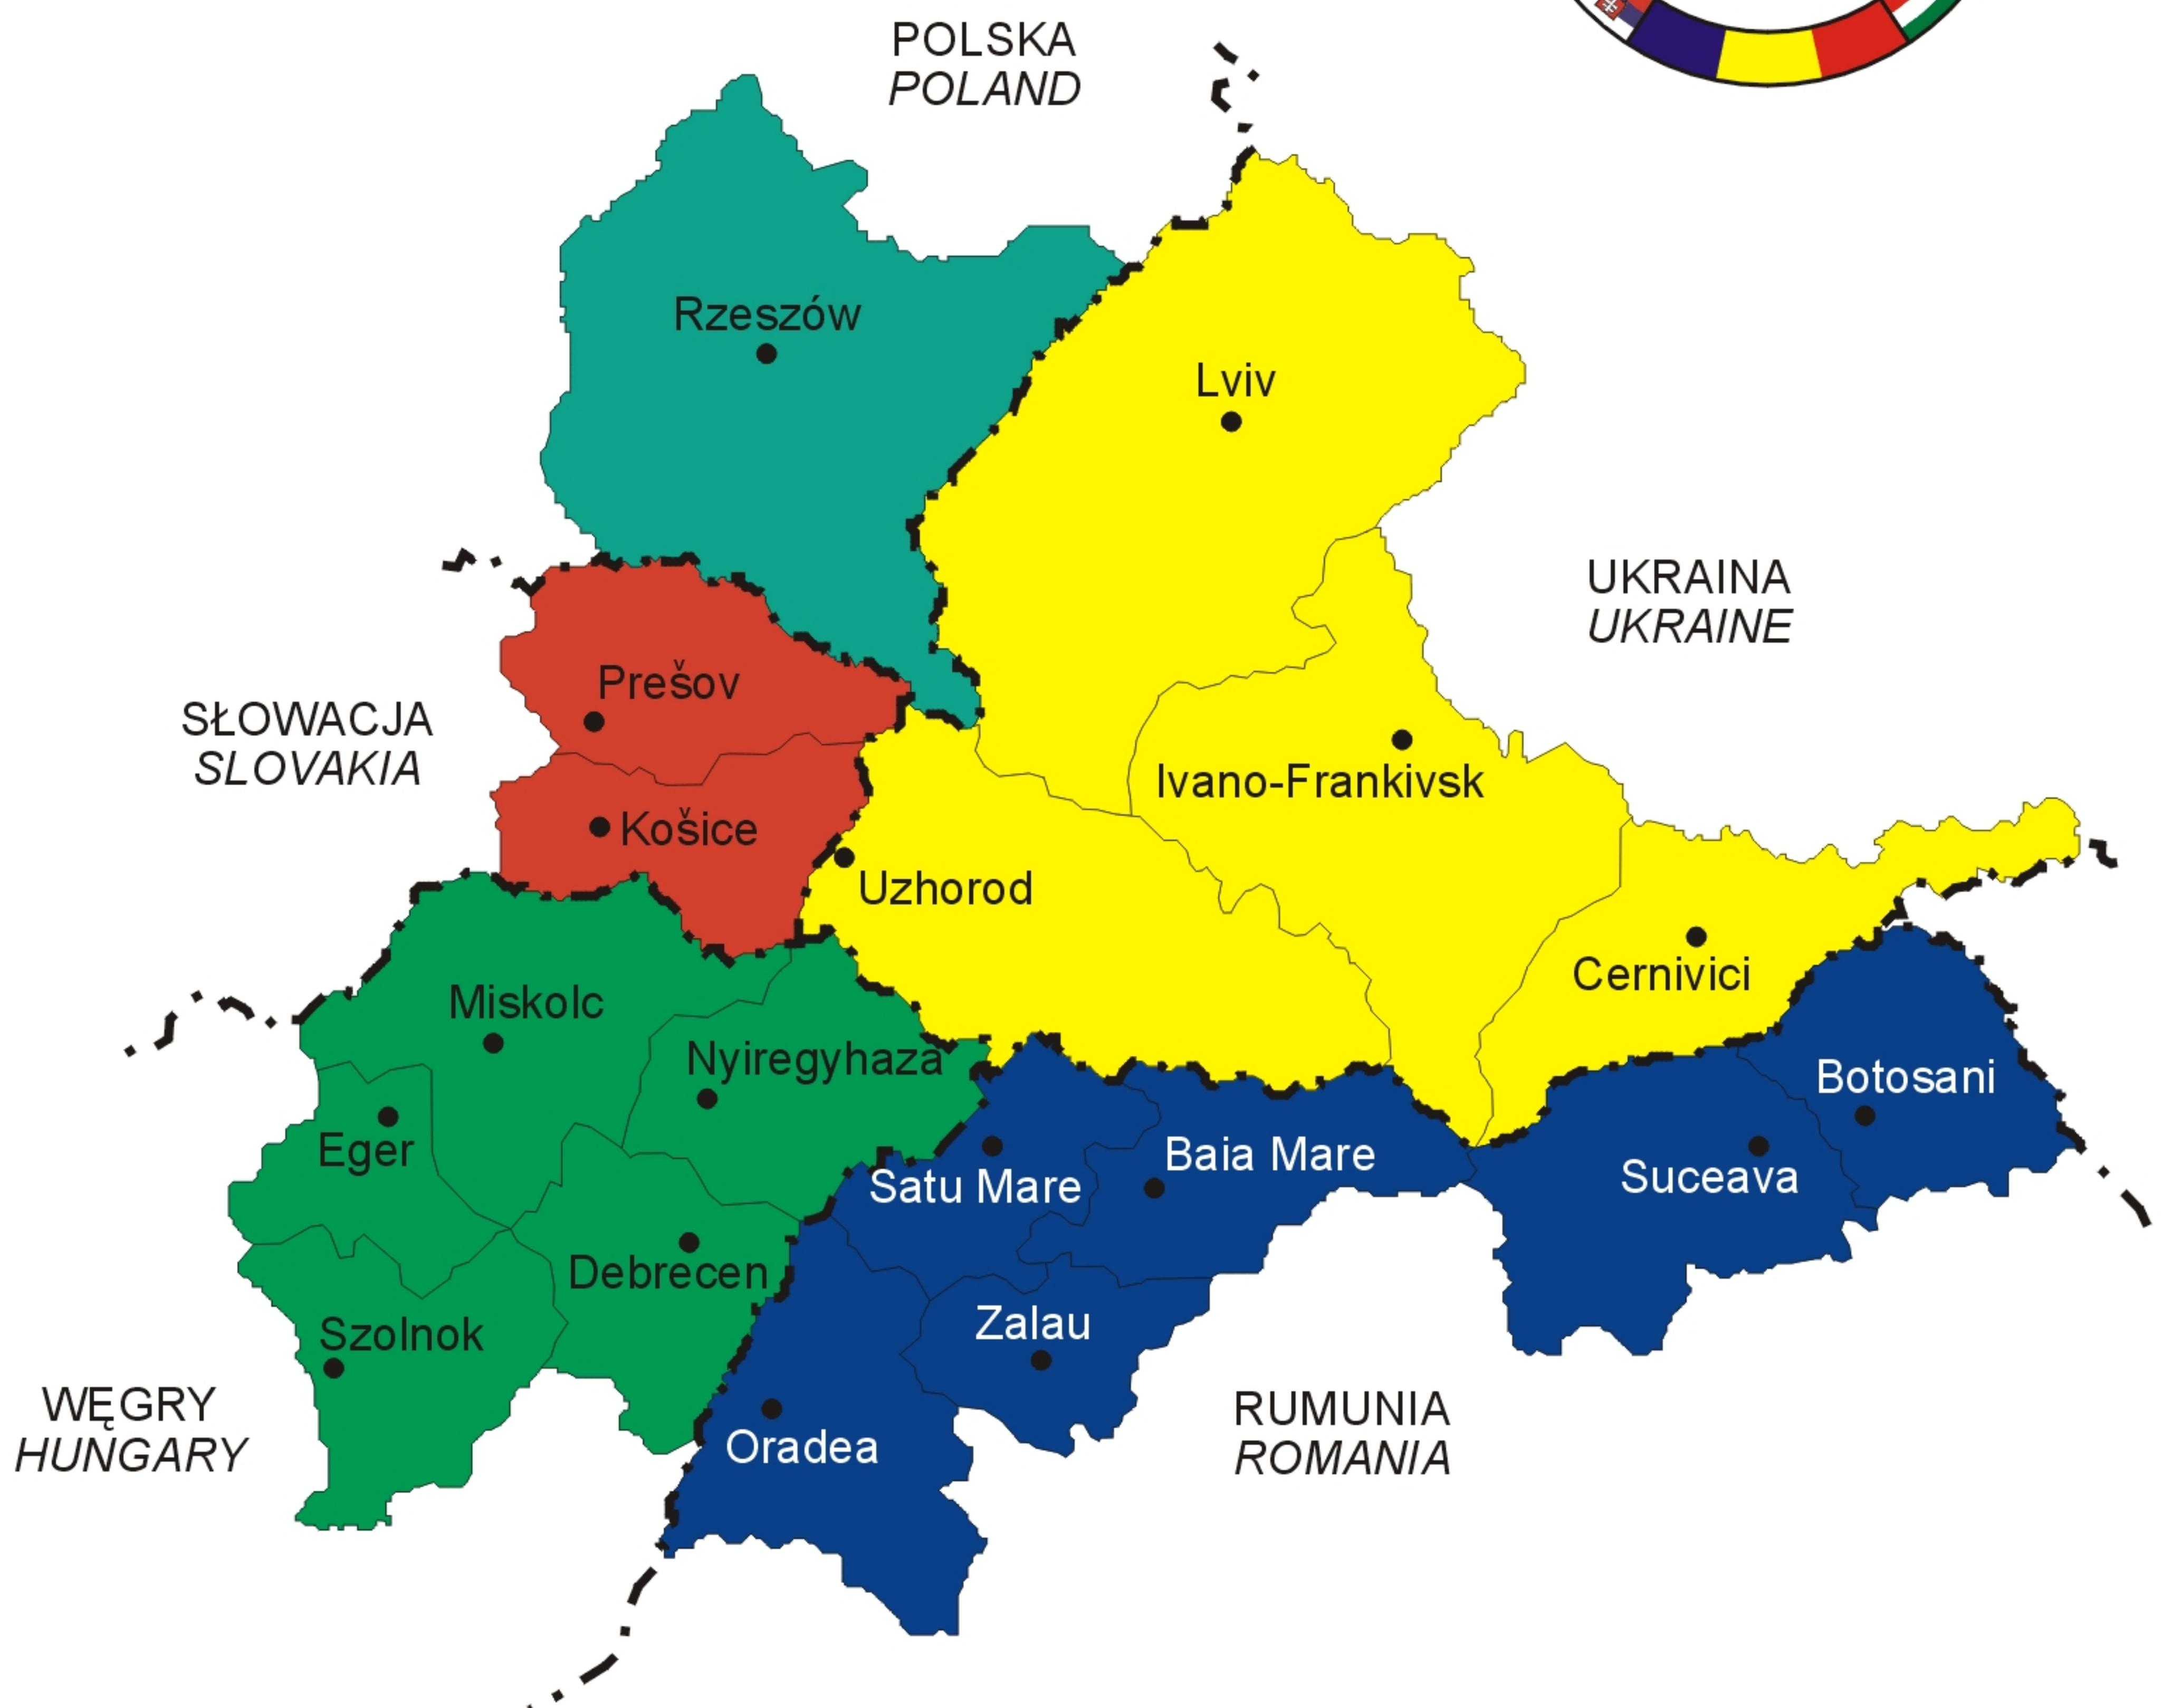 POLSKA
POLAND
Rzeszów
Lviv
UKRAINA
UKRAINE
Prešov
SŁOWACJA
SLOVAKIA
Ivano-Frankivsk
Košice
Uzhorod
Cernivici
Miskolc
Nyiregyhaza
Botosani
Eger
Baia Mare
Satu Mare
Suceava
Debrecen
Zalau
Szolnok
WĘGRY
HUNGARY
RUMUNIA
ROMANIA
Oradea